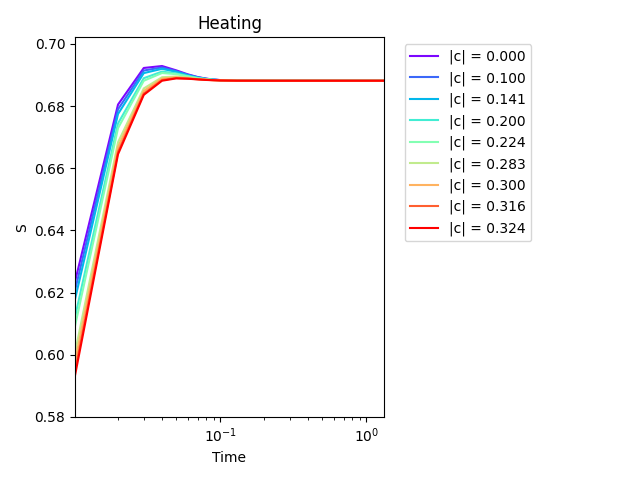 Heating
0.70
0.68
0.66
0.64
0.62
0.60
0.58
S
10⁻¹
10⁰
Time
|c| = 0.000
|c| = 0.100
|c| = 0.141
|c| = 0.200
|c| = 0.224
|c| = 0.283
|c| = 0.300
|c| = 0.316
|c| = 0.324